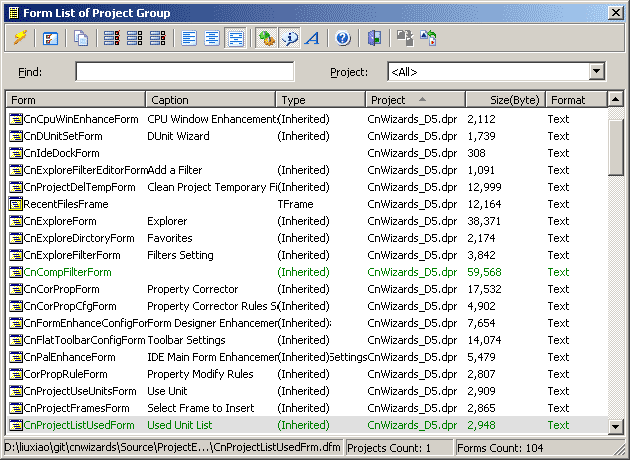 Form List of Project Group
Find:
Project: <All>
Form Caption Type Project Size(Byte) Format
CnCpuWinEnhanceForm CPU Window Enhancement (Inherited) CnWizards_D5.dpr 2,112 Text
CnDUnitSetForm DUnit Wizard (Inherited) CnWizards_D5.dpr 1,739 Text
CnIdeDockForm CnWizards_D5.dpr 308 Text
CnExploreFilterEditorForm Add a Filter (Inherited) CnWizards_D5.dpr 1,091 Text
CnProjectDelTempForm Clean Project Temporary Fi (Inherited) CnWizards_D5.dpr 12,999 Text
RecentFilesFrame TFrame CnWizards_D5.dpr 12,164 Text
CnExploreForm Explorer (Inherited) CnWizards_D5.dpr 38,371 Text
CnExploreDirctoryForm Favorites (Inherited) CnWizards_D5.dpr 2,174 Text
CnExploreFilterForm Filters Setting (Inherited) CnWizards_D5.dpr 3,842 Text
CnCompFilterForm (Inherited) CnWizards_D5.dpr 59,568 Text
CnCorPropForm Property Corrector (Inherited) CnWizards_D5.dpr 17,532 Text
CnCorPropCfgForm Property Corrector Rules S (Inherited) CnWizards_D5.dpr 4,902 Text
CnFormEnhanceConfigFor Form Designer Enhancemen (Inherited) CnWizards_D5.dpr 7,654 Text
CnFlatToolbarConfigForm Toolbar Settings (Inherited) CnWizards_D5.dpr 14,074 Text
CnPalEnhanceForm IDE Main Form Enhancemen (Inherited) Settings CnWizards_D5.dpr 5,479 Text
CorPropRuleForm Property Modify Rules (Inherited) CnWizards_D5.dpr 2,807 Text
CnProjectUseUnitsForm Use Unit (Inherited) CnWizards_D5.dpr 2,909 Text
CnProjectFramesForm Select Frame to Insert (Inherited) CnWizards_D5.dpr 2,865 Text
CnProjectListUsedForm Used Unit List (Inherited) CnWizards_D5.dpr 2,948 Text
D:\liuxiao\git\cnwizards\Source\ProjectE...\CnProjectListUsedFrm.dfm Projects Count: 1 Forms Count: 104